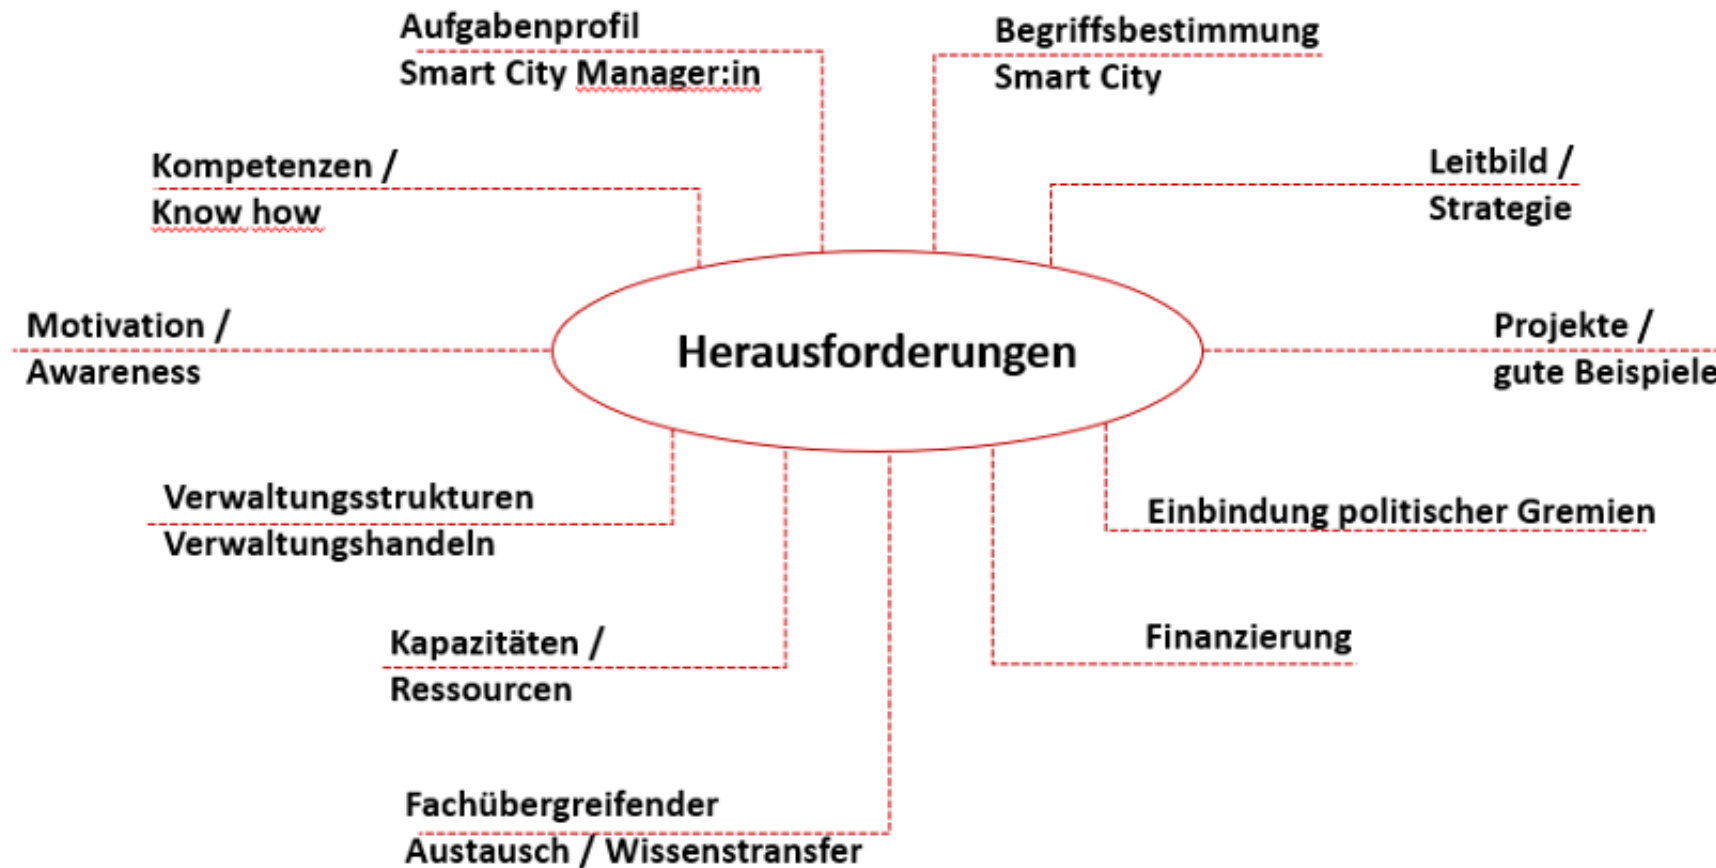 Aufgabenprofil
Smart City Manager:in
Begriffsbestimmung
Smart City
Kompetenzen /
Know how
Leitbild /
Strategie
Motivation /
Awareness
Herausforderungen
Projekte /
gute Beispiele
Verwaltungsstrukturen
Verwaltungshandeln
Einbindung politischer Gremien
Kapazitäten /
Ressourcen
Finanzierung
Fachübergreifender
Austausch / Wissenstransfer